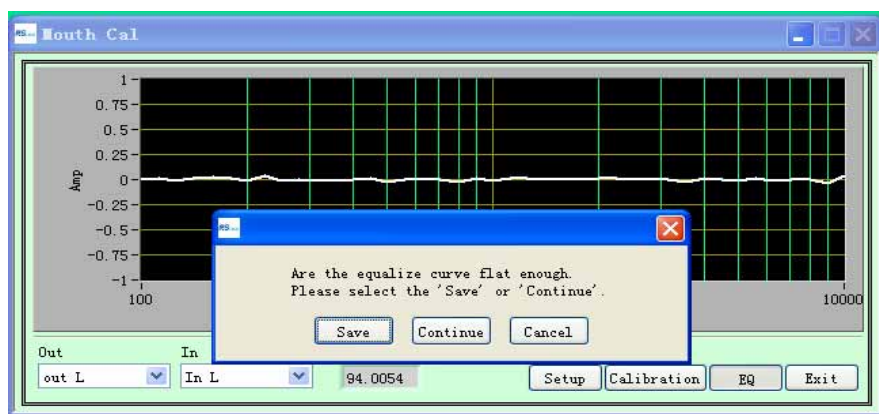 RS
Mouth Cal
1
0.75
0.5
0.25
0
-0.25
-0.5
-0.75
-1
Amp
100
10000
RS
Are the equalize curve flat enough.
Please select the 'Save' or 'Continue'.
Save Continue Cancel
Out In
out L In L 94.0054 Setup Calibration EQ Exit